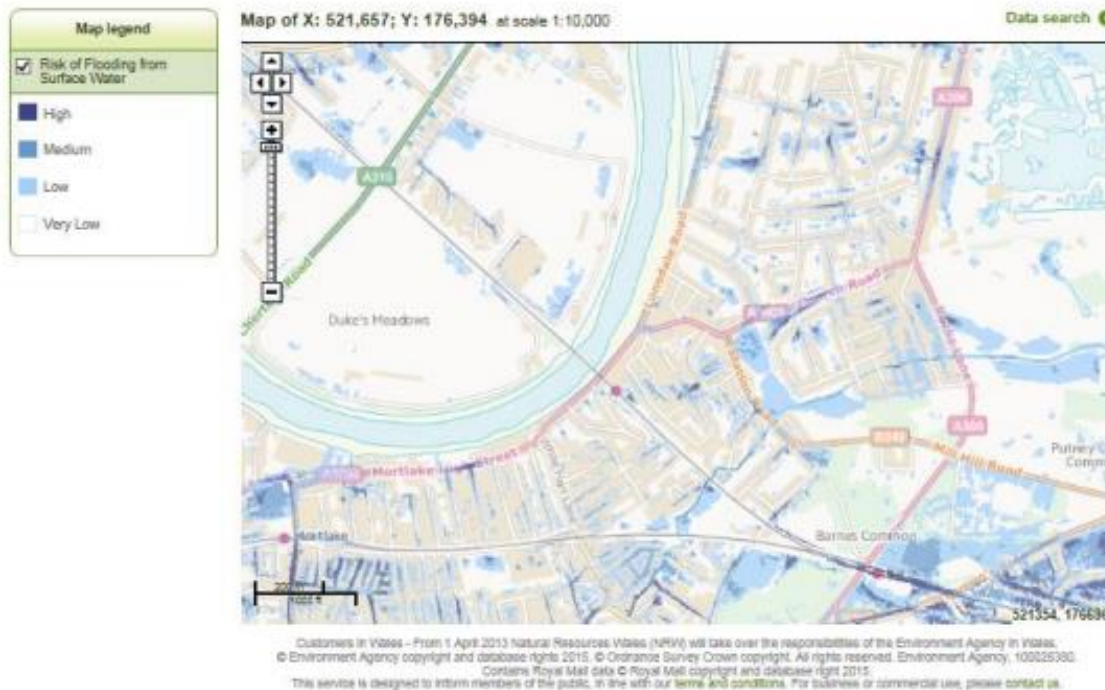 Map legend
Risk of Flooding from
Surface Water
High
Medium
Low
Very Low
Map of X: 521,657; Y: 176,394 at scale 1:10,000
Data search
A316
Duke's Meadows
Lonsdale Road
Church Road
Mortlake High Street
Mill Hill Road
Mortlake
Barnes Common
Putney
Comm
521354, 17663
Customers in Wales - From 1 April 2013 Natural Resources Wales (NRW) will take over the responsibilities of the Environment Agency in Wales.
© Environment Agency copyright and database rights 2015. © Ordnance Survey Crown copyright. All rights reserved. Environment Agency, 100026380.
Contains Royal Mail data © Royal Mail copyright and database right 2015.
This service is designed to inform members of the public, in line with our terms and conditions. For business or commercial use, please contact us.